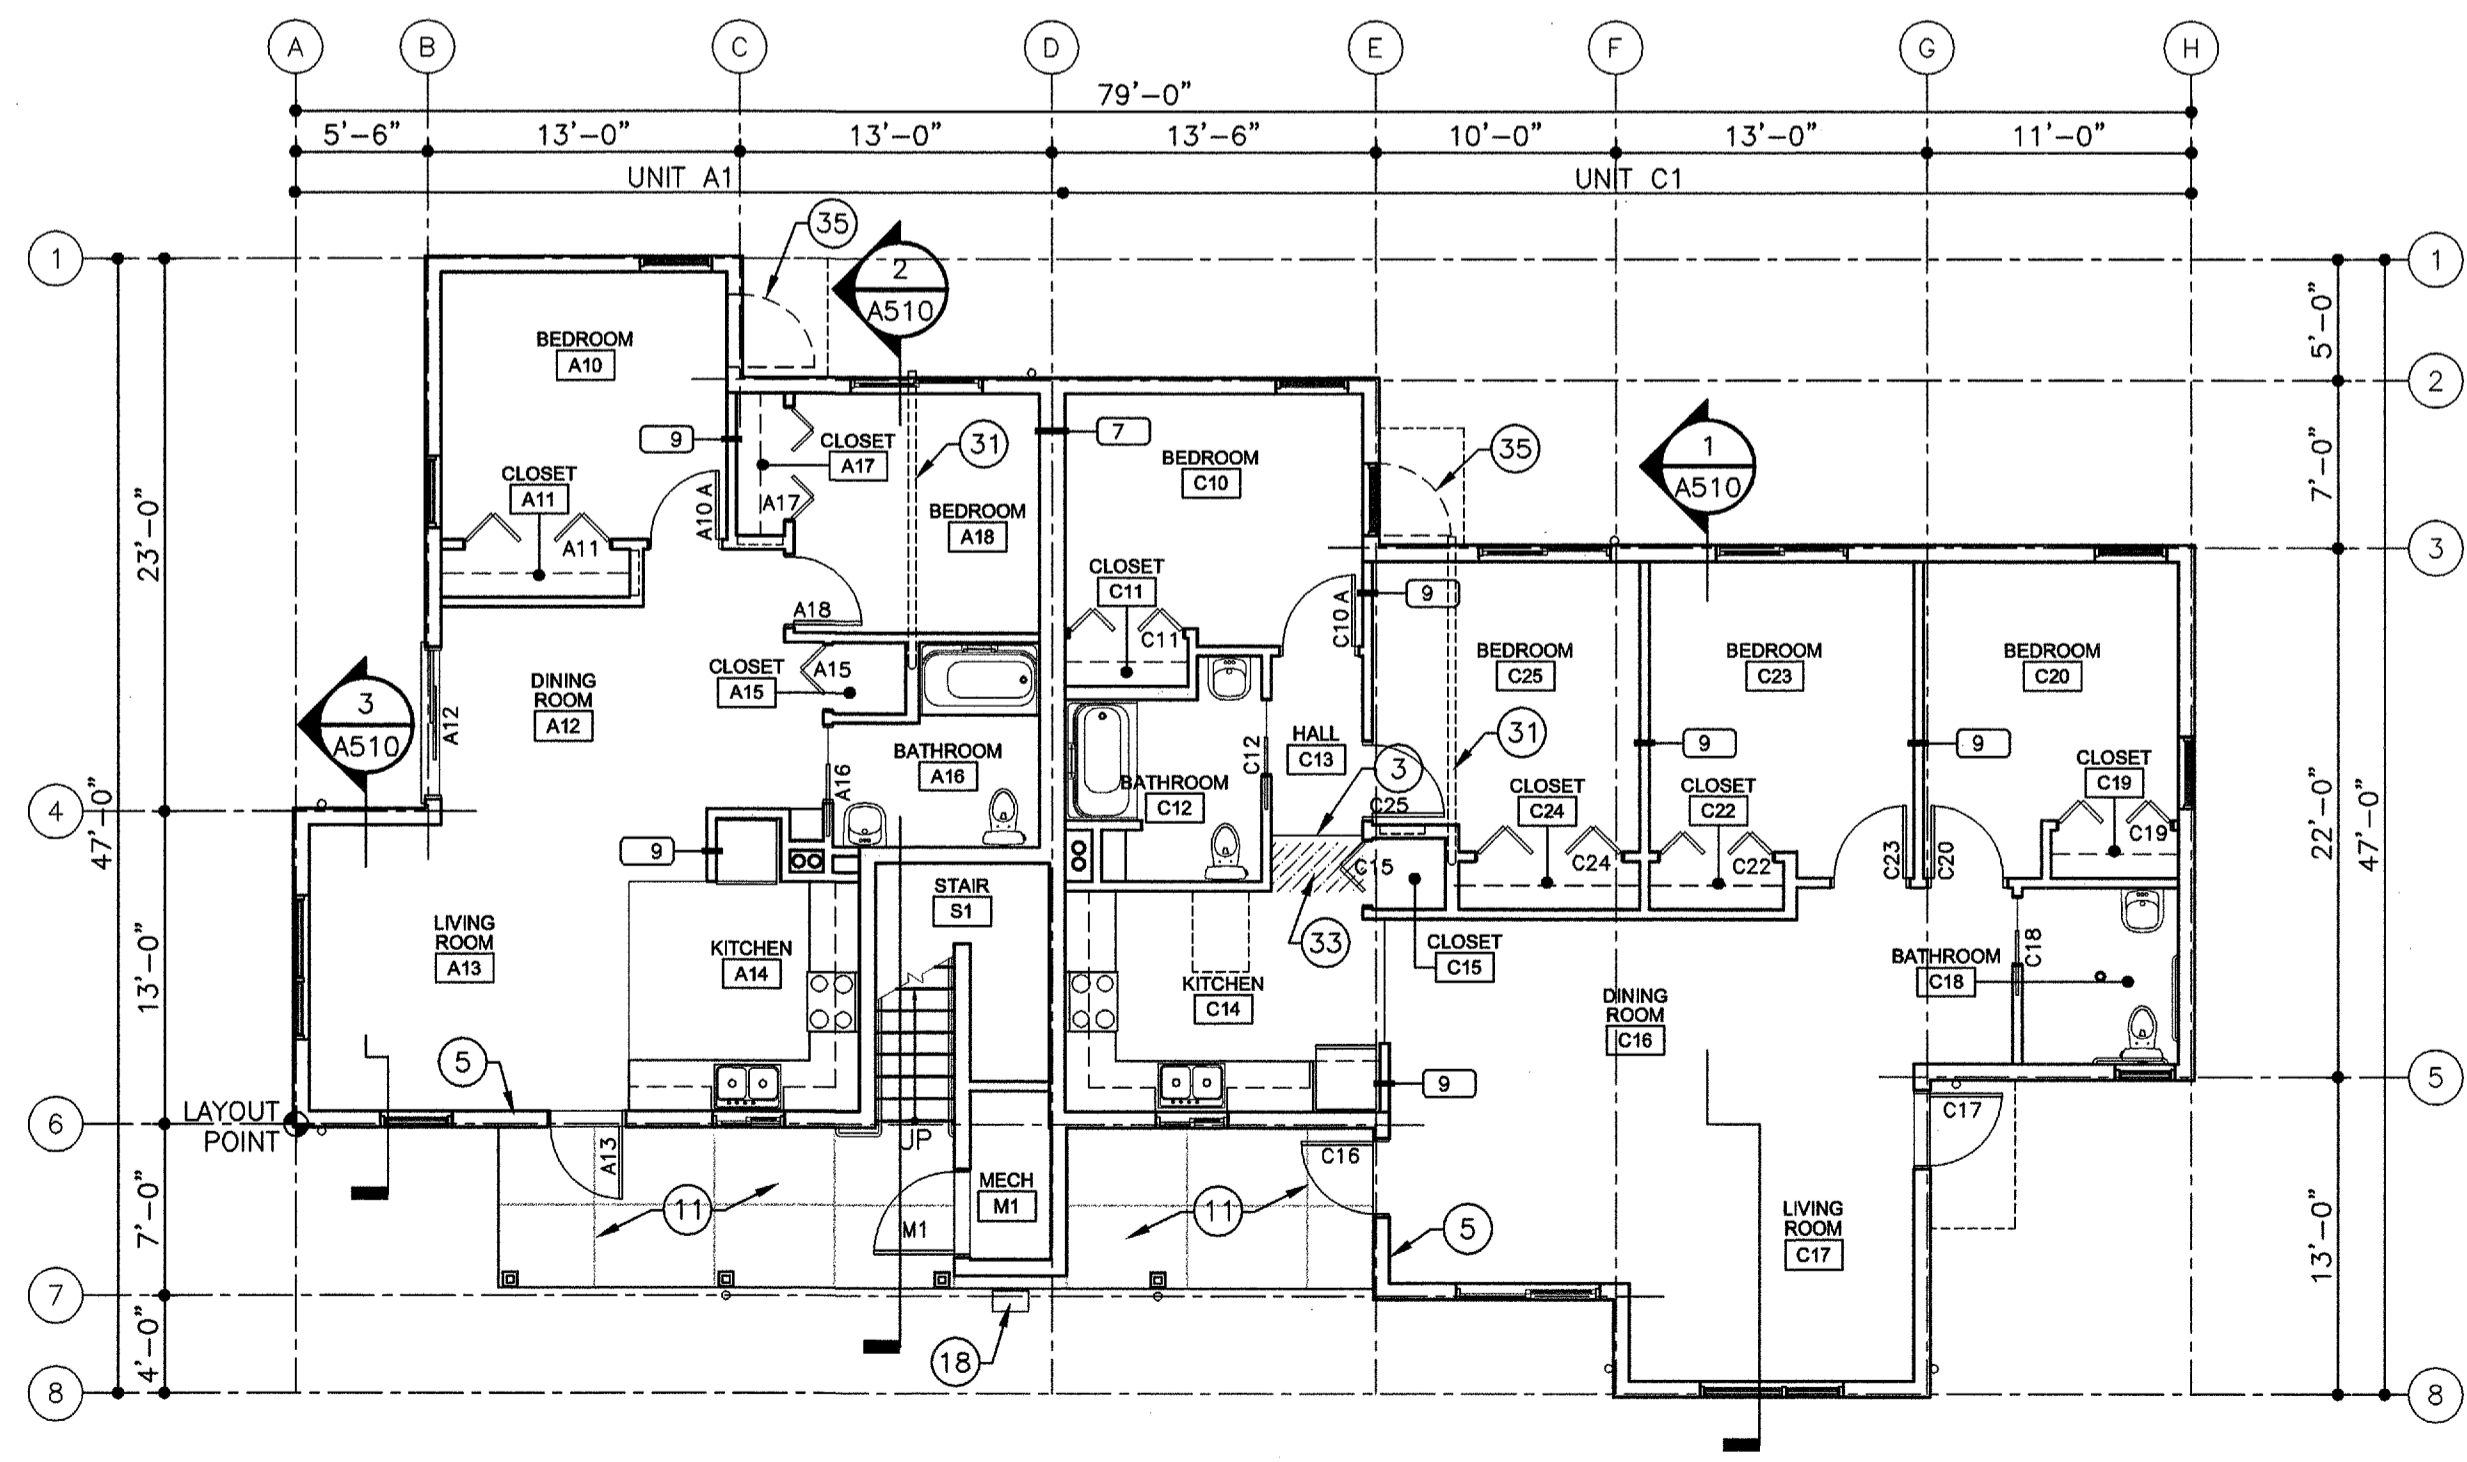 A B C D E F G H
79'-0"
5'-6" 13'-0" 13'-0" 13'-6" 10'-0" 13'-0" 11'-0"
UNIT A1 UNIT C1
35
1 1
2
A510
5'-0"
BEDROOM
A10
2
9 CLOSET
A17
31
7
BEDROOM
C10
35
1
A510
7'-0"
CLOSET
A11
A10 A
A17
BEDROOM
A18
23'-0"
A11
3
CLOSET
C11
9
A18
C11
C10 A
CLOSET
A15
A15
DINING
ROOM
A12
BEDROOM
C25
BEDROOM
C23
BEDROOM
C20
3
A510
A12
BATHROOM
A16
A16
HALL
C13
C12
31
9
9
BATHROOM
C12
3
C25
CLOSET
C24
CLOSET
C22
CLOSET
C19
C19
22'-0"
47'-0"
47'-0"
4
9
C15
C24
C22
C23
C20
STAIR
S1
LIVING
ROOM
A13
KITCHEN
A14
33
CLOSET
C15
KITCHEN
C14
BATHROOM
C18
C18
13'-0"
DINING
ROOM
C16
5
9
5
LAYOUT
POINT
6
UP
A13
C16
C17
MECH
M1
M1
11
11
5
LIVING
ROOM
C17
7'-0"
13'-0"
7
4'-0"
18
8 8